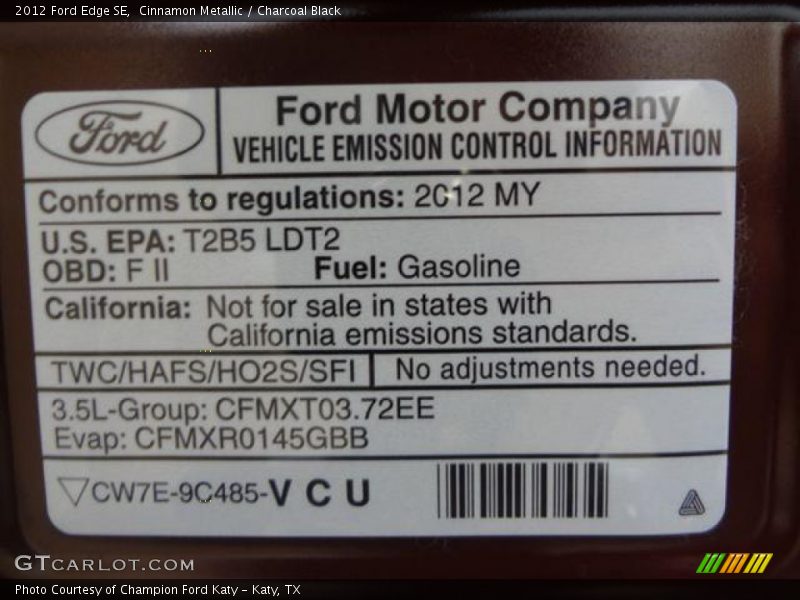 2012 Ford Edge SE,  Cinnamon Metallic / Charcoal Black
Ford
Ford Motor Company
VEHICLE EMISSION CONTROL INFORMATION
Conforms to regulations: 2012 MY
U.S. EPA: T2B5 LDT2
OBD: F II Fuel: Gasoline
California: Not for sale in states with
California emissions standards.
TWC/HAFS/HO2S/SFI No adjustments needed.
3.5L-Group: CFMXT03.72EE
Evap: CFMXR0145GBB
CW7E-9C485-V C U
GTCARLOT.COM
Photo Courtesy of Champion Ford Katy - Katy, TX